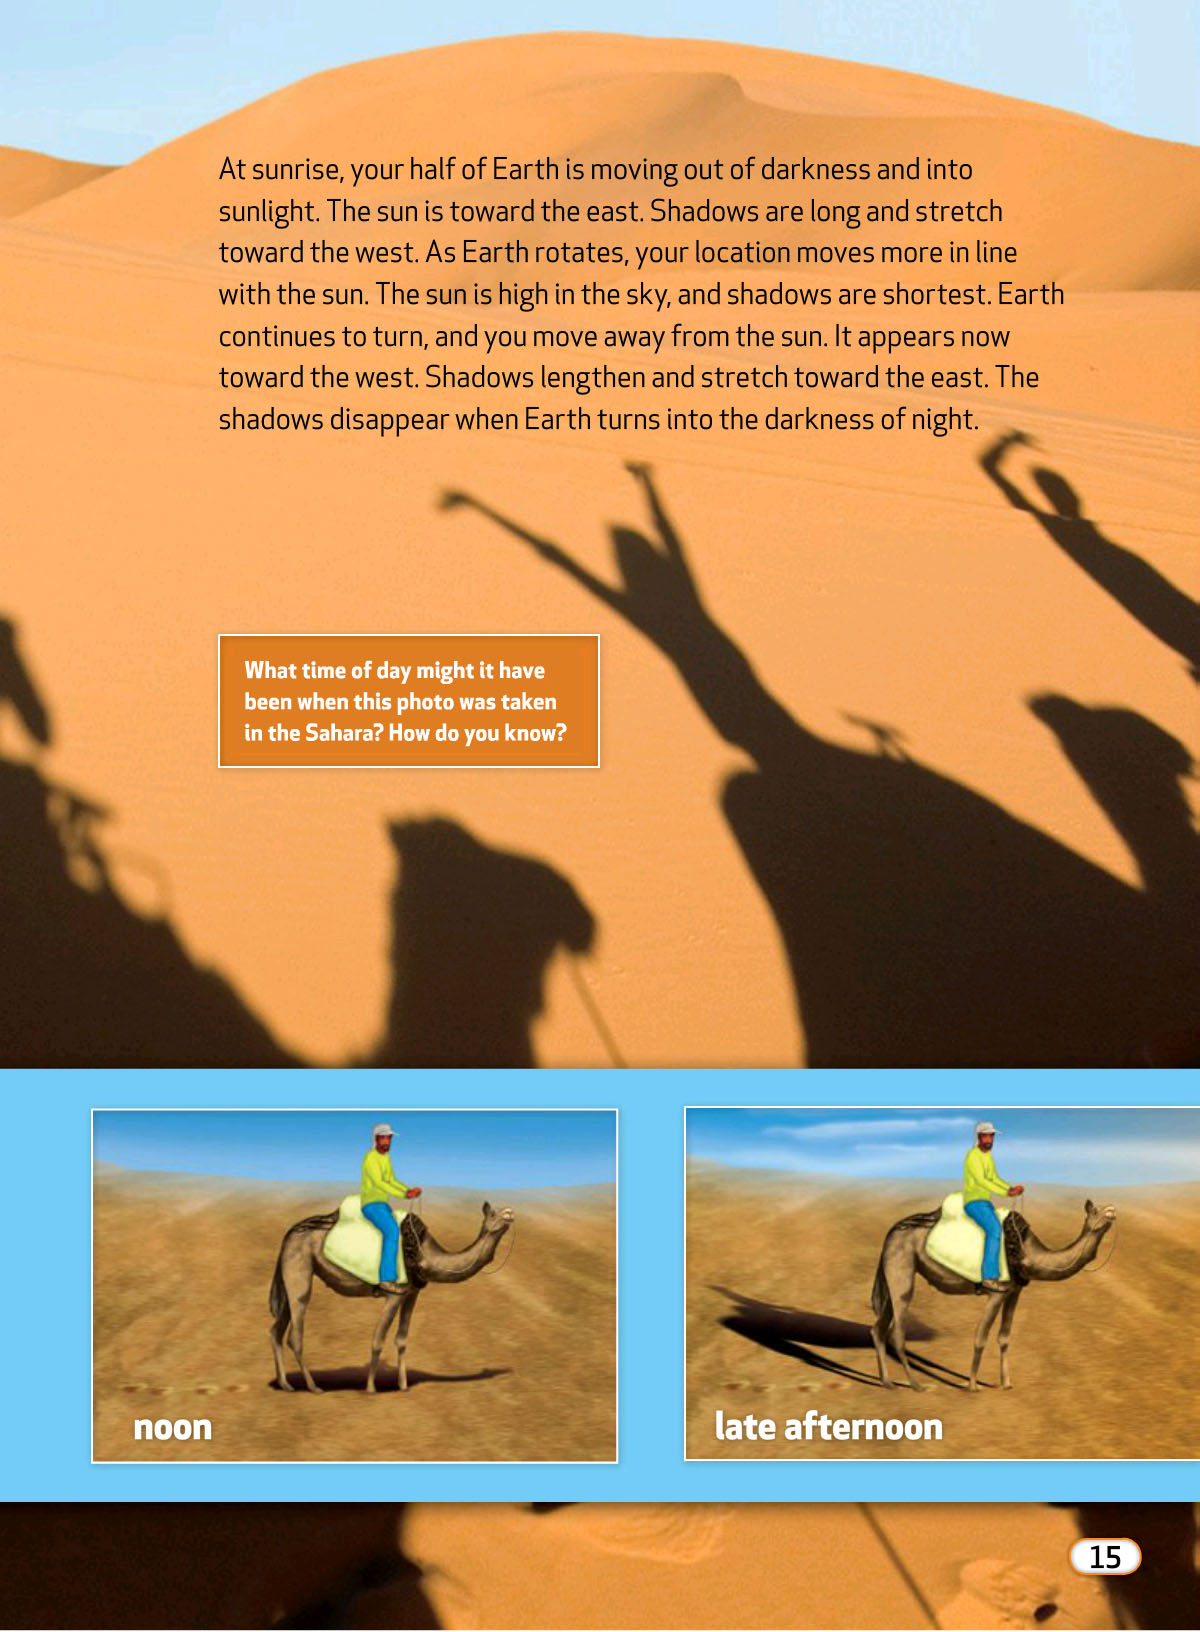 At sunrise, your half of Earth is moving out of darkness and into
sunlight. The sun is toward the east. Shadows are long and stretch
toward the west. As Earth rotates, your location moves more in line
with the sun. The sun is high in the sky, and shadows are shortest. Earth
continues to turn, and you move away from the sun. It appears now
toward the west. Shadows lengthen and stretch toward the east. The
shadows disappear when Earth turns into the darkness of night.
What time of day might it have
been when this photo was taken
in the Sahara? How do you know?
noon
late afternoon
15